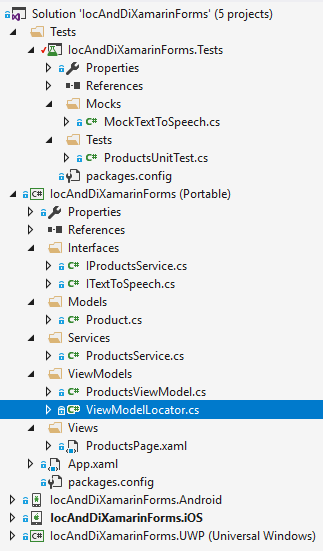 Solution 'IocAndDiXamarinForms' (5 projects)
Tests
IocAndDiXamarinForms.Tests
Properties
References
Mocks
C# MockTextToSpeech.cs
Tests
C# ProductsUnitTest.cs
packages.config
C# IocAndDiXamarinForms (Portable)
Properties
References
Interfaces
C# IProductsService.cs
C# ITextToSpeech.cs
Models
C# Product.cs
Services
C# ProductsService.cs
ViewModels
C# ProductsViewModel.cs
C# ViewModelLocator.cs
Views
ProductsPage.xaml
App.xaml
packages.config
IocAndDiXamarinForms.Android
IocAndDiXamarinForms.iOS
C# IocAndDiXamarinForms.UWP (Universal Windows)